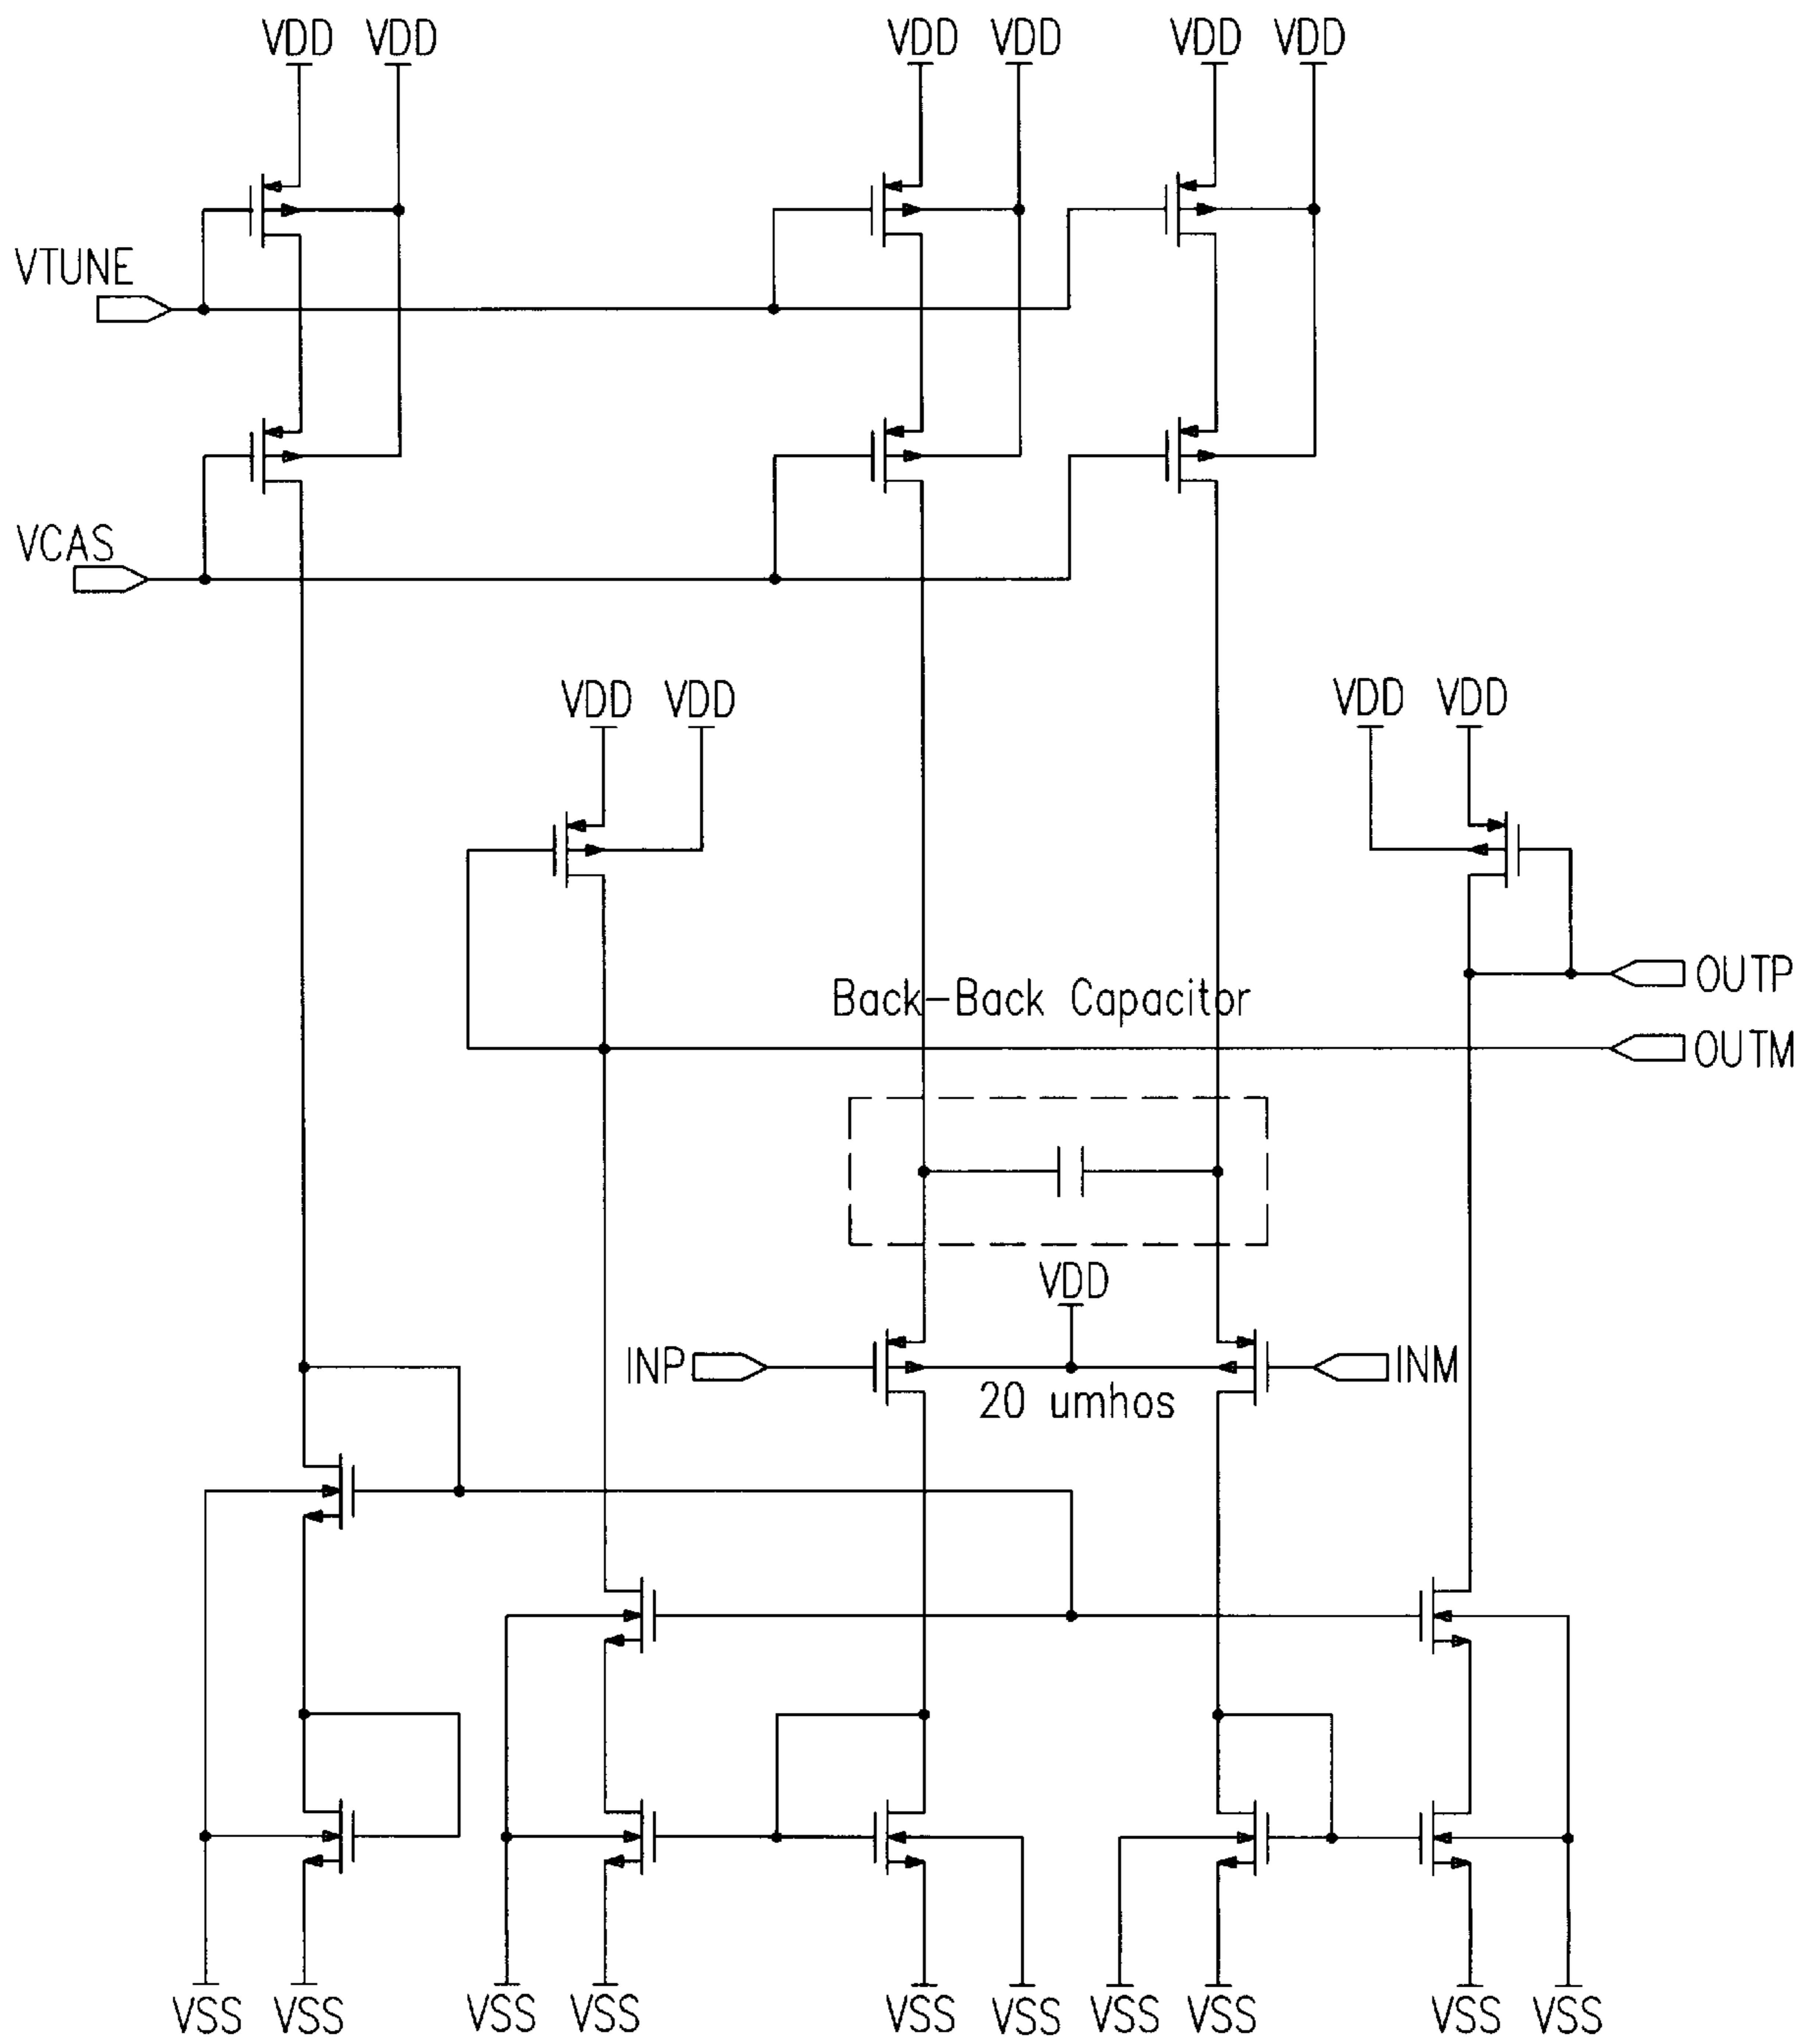 VDD VDD VDD VDD VDD VDD
VTUNE
VCAS
VDD VDD VDD VDD
OUTP
Back-Back Capacitor
OUTM
VDD
INP INM
20 umhos
VSS VSS VSS VSS VSS VSS VSS VSS VSS VSS